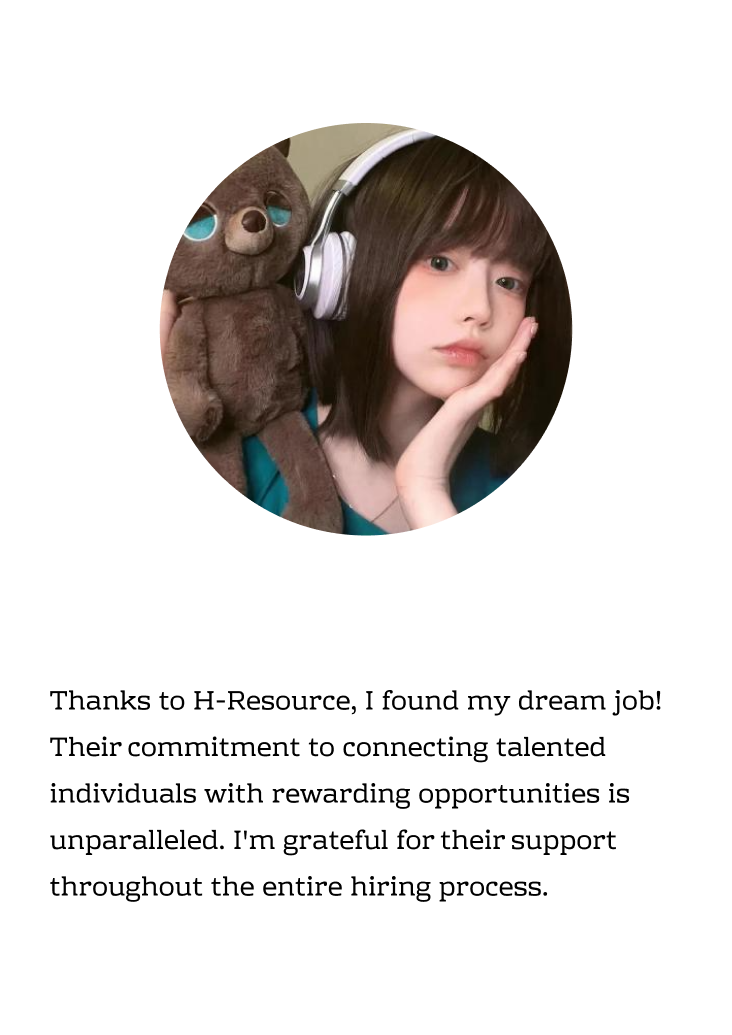 Thanks to H-Resource, I found my dream job!
Their commitment to connecting talented
individuals with rewarding opportunities is
unparalleled. I'm grateful for their support
throughout the entire hiring process.